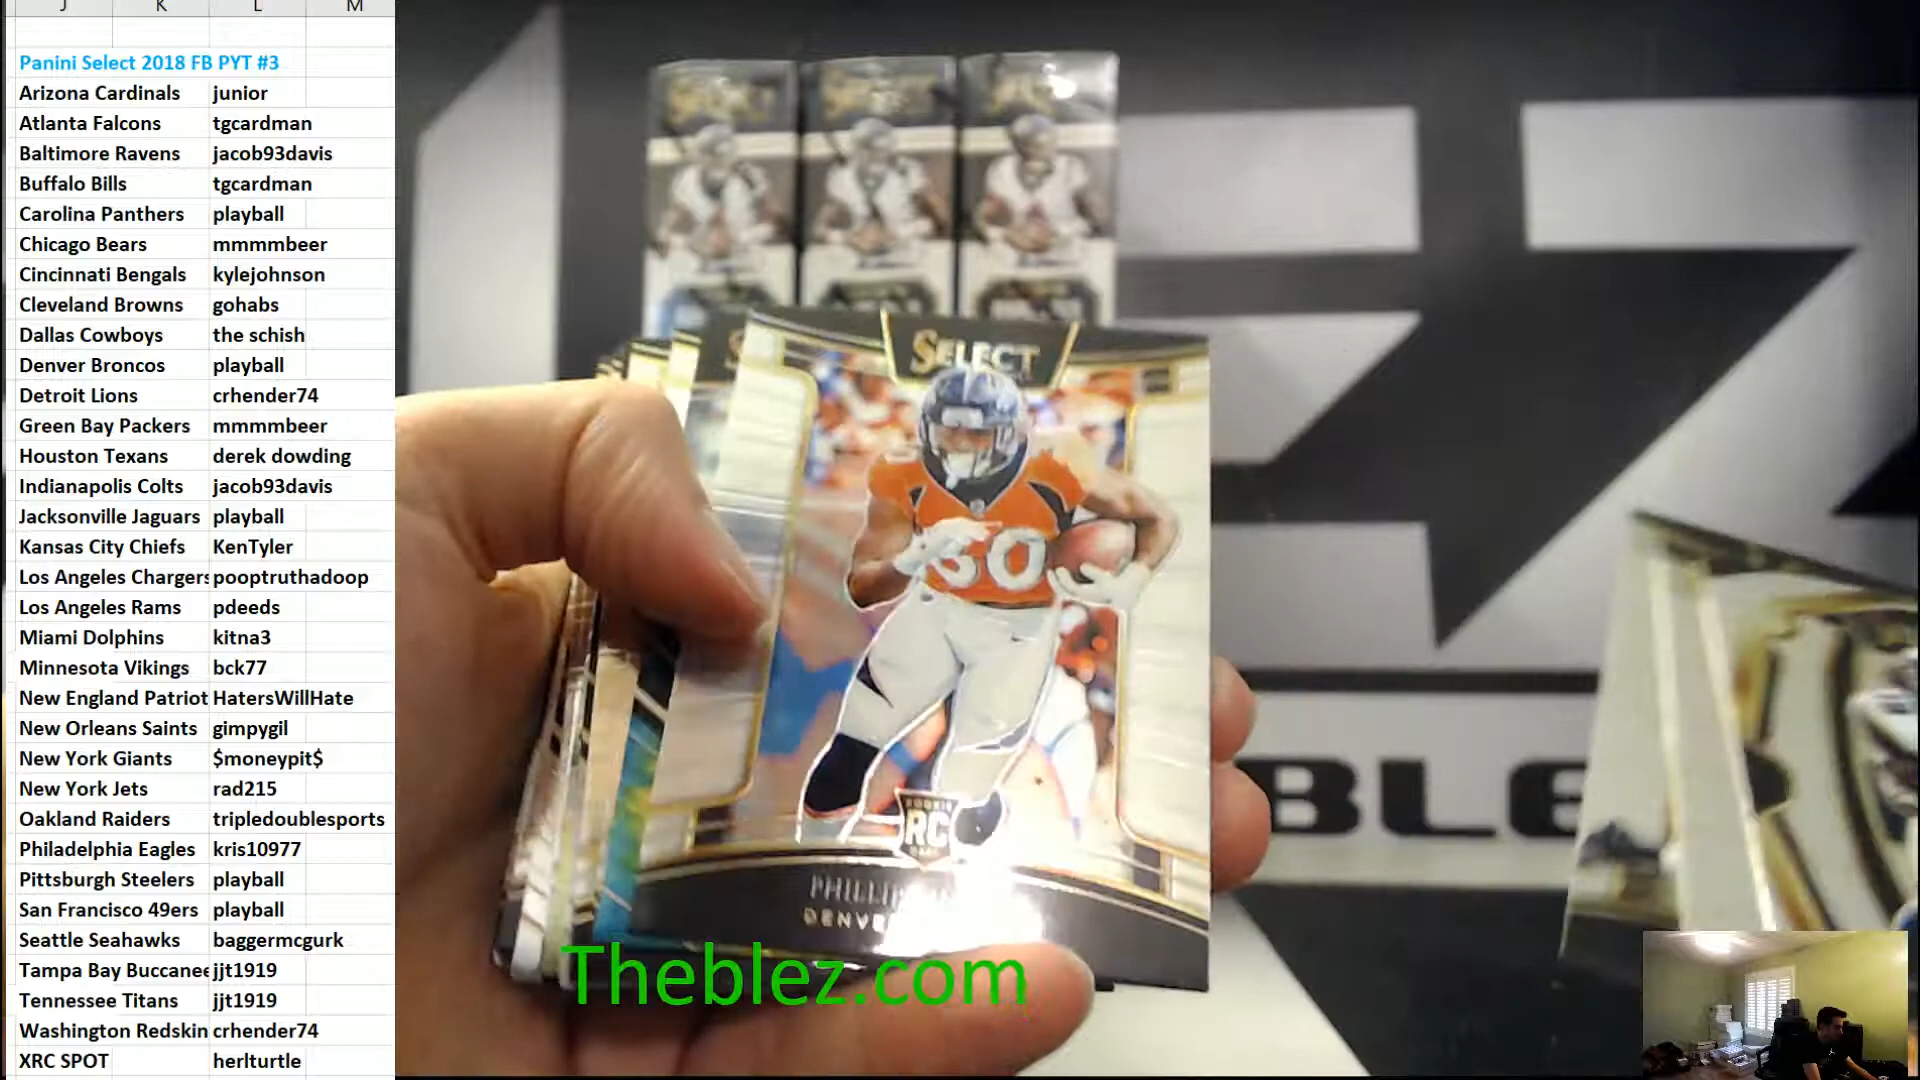 J K L M
Panini Select 2018 FB PYT #3
Arizona Cardinals junior
Atlanta Falcons tgcardman
Baltimore Ravens jacob93davis
Buffalo Bills tgcardman
Carolina Panthers playball
Chicago Bears mmmmbeer
Cincinnati Bengals kylejohnson
Cleveland Browns gohabs
Dallas Cowboys the schish
Denver Broncos playball
Detroit Lions crhender74
Green Bay Packers mmmmbeer
Houston Texans derek dowding
Indianapolis Colts jacob93davis
Jacksonville Jaguars playball
Kansas City Chiefs KenTyler
Los Angeles Chargers pooptruthadoop
Los Angeles Rams pdeeds
Miami Dolphins kitna3
Minnesota Vikings bck77
New England Patriot HatersWillHate
New Orleans Saints gimpygil
New York Giants $moneypit$
New York Jets rad215
Oakland Raiders tripledoublesports
Philadelphia Eagles kris10977
Pittsburgh Steelers playball
San Francisco 49ers playball
Seattle Seahawks baggermcgurk
Tampa Bay Buccanee jjt1919
Tennessee Titans jjt1919
Washington Redskin crhender74
XRC SPOT herlturtle
SELECT
30
ROOKIE
RC
PHILLI
DENVE
BLE
Theblez.com